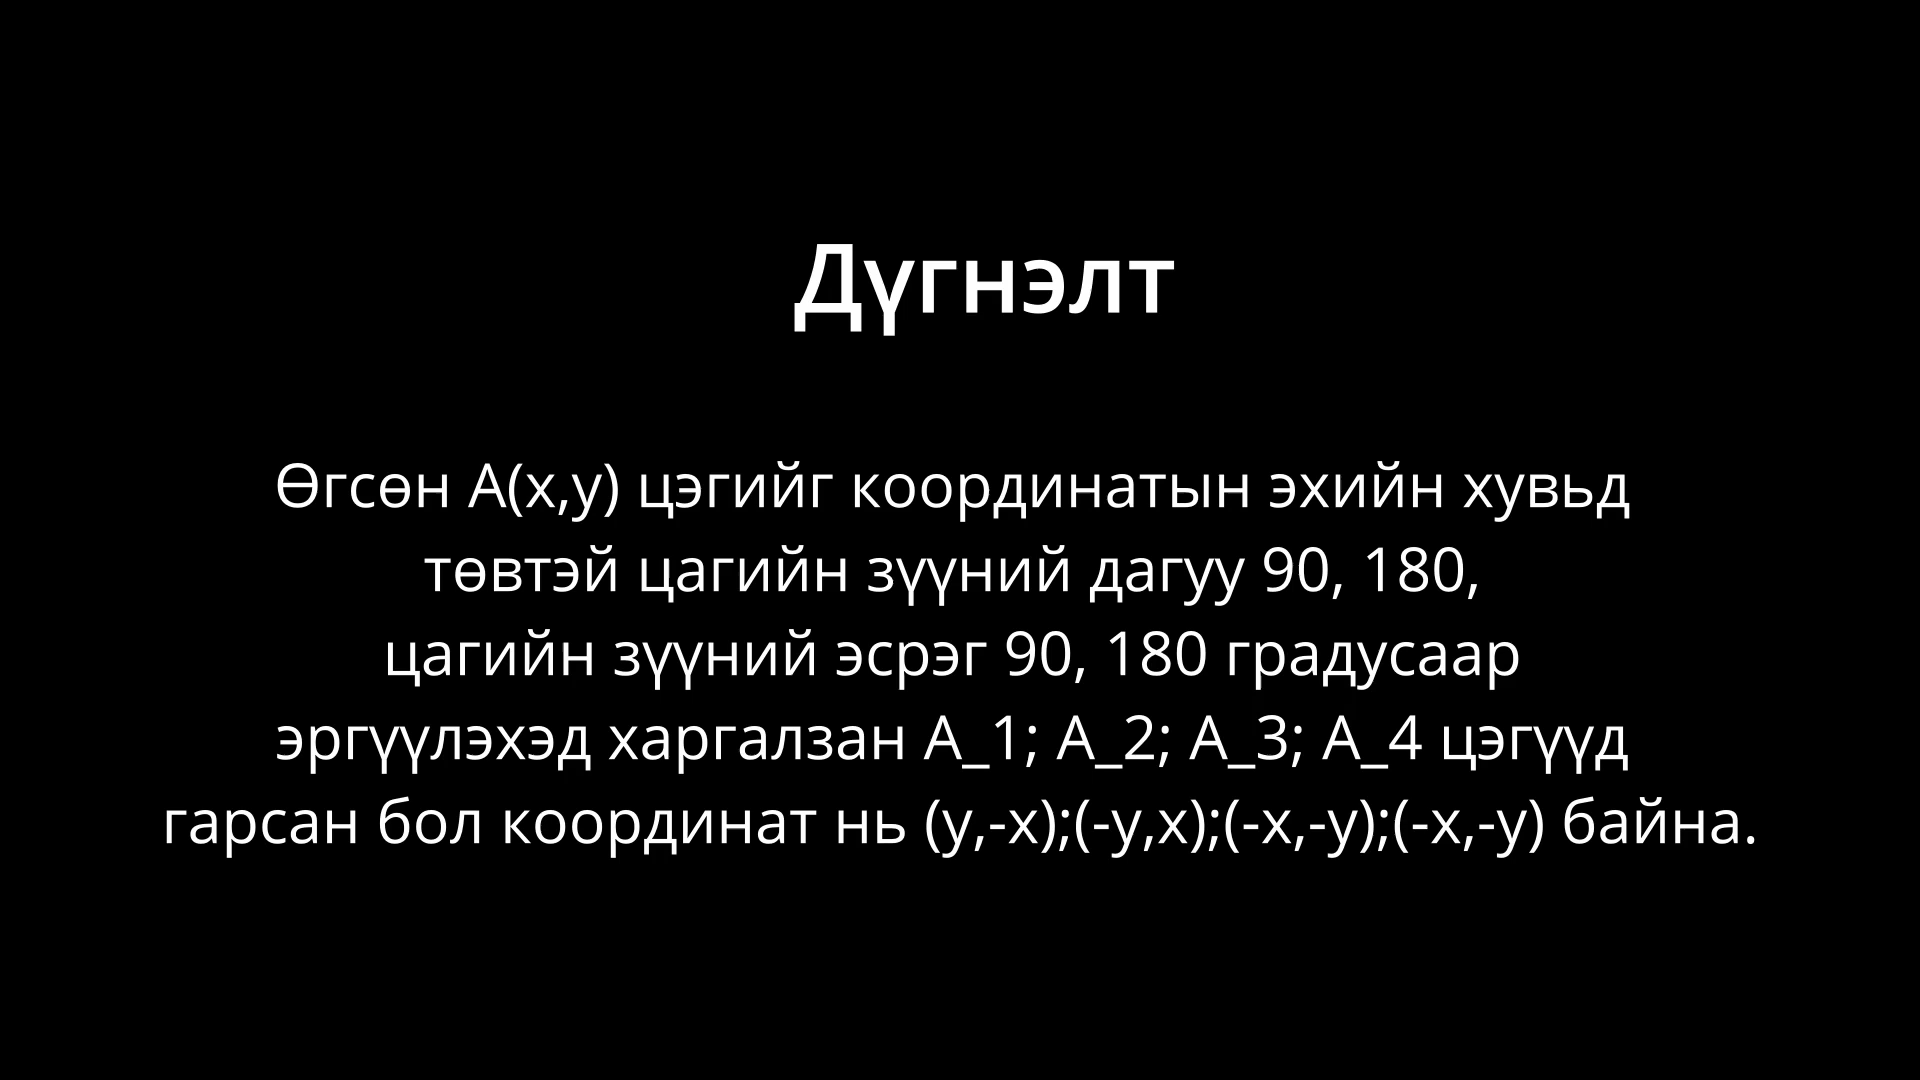 Дүгнэлт
Өгсөн A(x,y) цэгийг координатын эхийн хувьд
төвтэй цагийн зүүний дагуу 90, 180,
цагийн зүүний эсрэг 90, 180 градусаар
эргүүлэхэд харгалзан A_1; A_2; A_3; A_4 цэгүүд
гарсан бол координат нь (y,-x);(-y,x);(-x,-y);(-x,-y) байна.